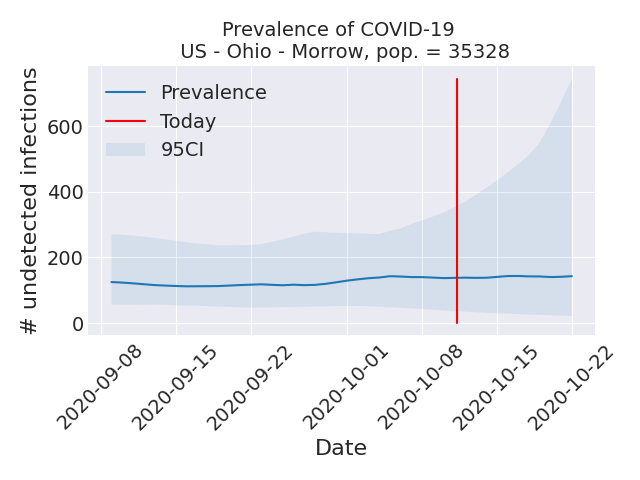 Prevalence of COVID-19
US - Ohio - Morrow, pop. = 35328
# undetected infections
600
400
200
0
Prevalence
Today
95CI
2020-09-08
2020-09-15
2020-09-22
2020-10-01
2020-10-08
2020-10-15
2020-10-22
Date